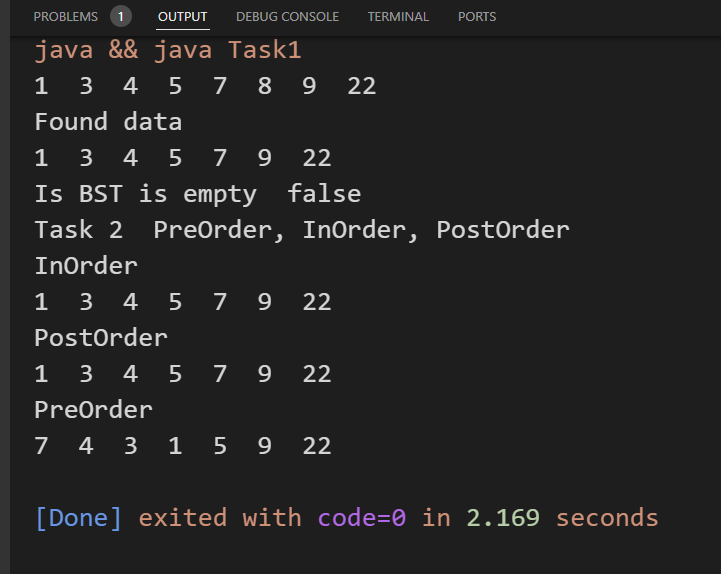 PROBLEMS 1 OUTPUT DEBUG CONSOLE TERMINAL PORTS
java && java Task1
1  3  4  5  7  8  9  22
Found data
1  3  4  5  7  9  22
Is BST is empty  false
Task 2  PreOrder, InOrder, PostOrder
InOrder
1  3  4  5  7  9  22
PostOrder
1  3  4  5  7  9  22
PreOrder
7  4  3  1  5  9  22
[Done] exited with code=0 in 2.169 seconds